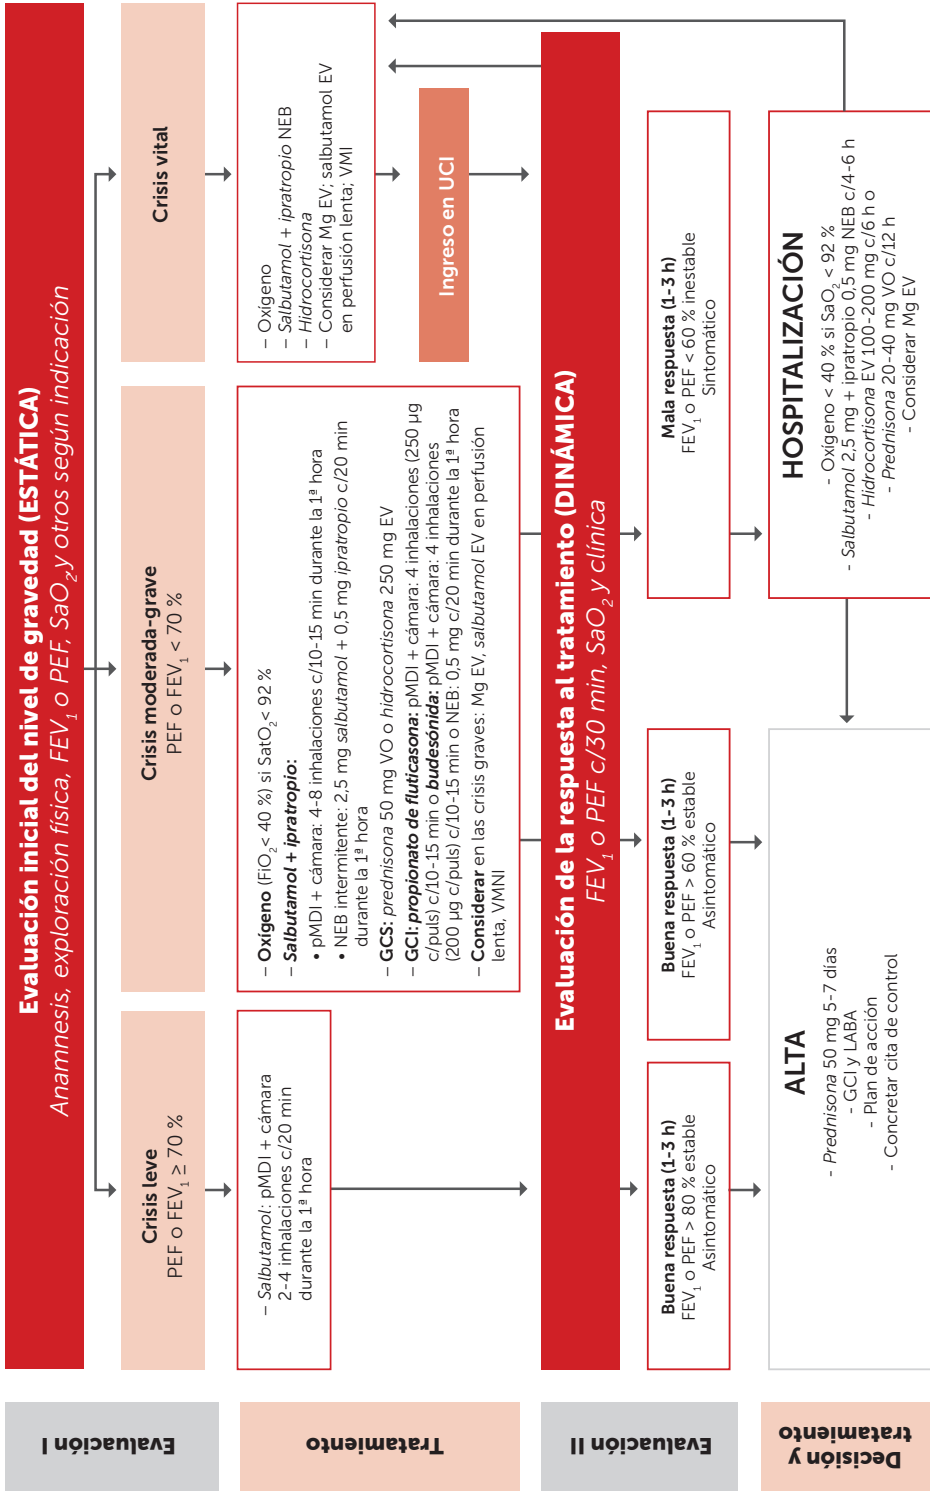 Evaluación I
Evaluación inicial del nivel de gravedad (ESTÁTICA)
Anamnesis, exploración física, FEV₁ o PEF, SaO₂ y otros según indicación
Crisis leve
PEF o FEV₁ ≥ 70 %
Crisis moderada-grave
PEF o FEV₁ < 70 %
Crisis vital
Tratamiento
– Salbutamol: pMDI + cámara
2-4 inhalaciones c/20 min
durante la 1ª hora
– Oxígeno (FiO₂ < 40 %) si SatO₂ < 92 %
– Salbutamol + ipratropio:
• pMDI + cámara: 4-8 inhalaciones c/10-15 min durante la 1ª hora
• NEB intermitente: 2,5 mg salbutamol + 0,5 mg ipratropio c/20 min
durante la 1ª hora
– GCS: prednisona 50 mg VO o hidrocortisona 250 mg EV
– GCI: propionato de fluticasona: pMDI + cámara: 4 inhalaciones (250 µg
c/puls) c/10-15 min o budesónida: pMDI + cámara: 4 inhalaciones
(200 µg c/puls) c/10-15 min o NEB: 0,5 mg c/20 min durante la 1ª hora
– Considerar en las crisis graves: Mg EV, salbutamol EV en perfusión
lenta, VMNI
– Oxígeno
– Salbutamol + ipratropio NEB
– Hidrocortisona
– Considerar Mg EV; salbutamol EV
en perfusión lenta; VMI
Ingreso en UCI
Evaluación II
Evaluación de la respuesta al tratamiento (DINÁMICA)
FEV₁ o PEF c/30 min, SaO₂ y clínica
Buena respuesta (1-3 h)
FEV₁ o PEF > 80 % estable
Asintomático
Buena respuesta (1-3 h)
FEV₁ o PEF > 60 % estable
Asintomático
Mala respuesta (1-3 h)
FEV₁ o PEF < 60 % inestable
Sintomático
Decisión y
tratamiento
ALTA
- Prednisona 50 mg 5-7 días
- GCI y LABA
- Plan de acción
- Concretar cita de control
HOSPITALIZACIÓN
- Oxígeno < 40 % si SaO₂ < 92 %
- Salbutamol 2,5 mg + ipratropio 0,5 mg NEB c/4-6 h
- Hidrocortisona EV 100-200 mg c/6 h o
- Prednisona 20-40 mg VO c/12 h
- Considerar Mg EV